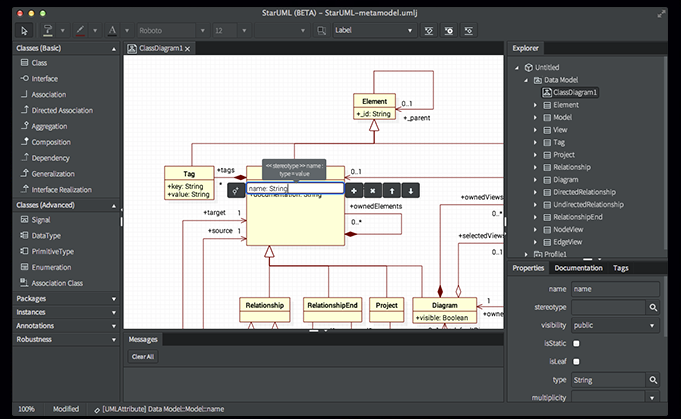 StarUML (BETA) – StarUML-metamodel.umlj
Roboto
12
Label
Classes (Basic)
Class
Interface
Association
Directed Association
Aggregation
Composition
Dependency
Generalization
Interface Realization
Classes (Advanced)
Signal
DataType
PrimitiveType
Enumeration
Association Class
Packages
Instances
Annotations
Robustness
ClassDiagram1
Element
+_id: String
0..1
+_parent
Tag
+key: String
+value: String
+tags
*
<< stereotype >> name :
type = value
name: String
+documentation: String
0..1
+ownedElements
0..*
+target
1
+source
1
+ownedViews
0..*
+selectedViews
0..1
Relationship
RelationshipEnd
Project
Diagram
+visible: Boolean
1
Messages
Clear All
Explorer
Untitled
Data Model
ClassDiagram1
Element
Model
View
Tag
Project
Relationship
Diagram
DirectedRelationship
UndirectedRelationship
RelationshipEnd
NodeView
EdgeView
Profile1
Properties
Documentation
Tags
name
name
stereotype
visibility
public
isStatic
isLeaf
type
String
multiplicity
100%
Modified
[UMLAttribute] Data Model::Model::name